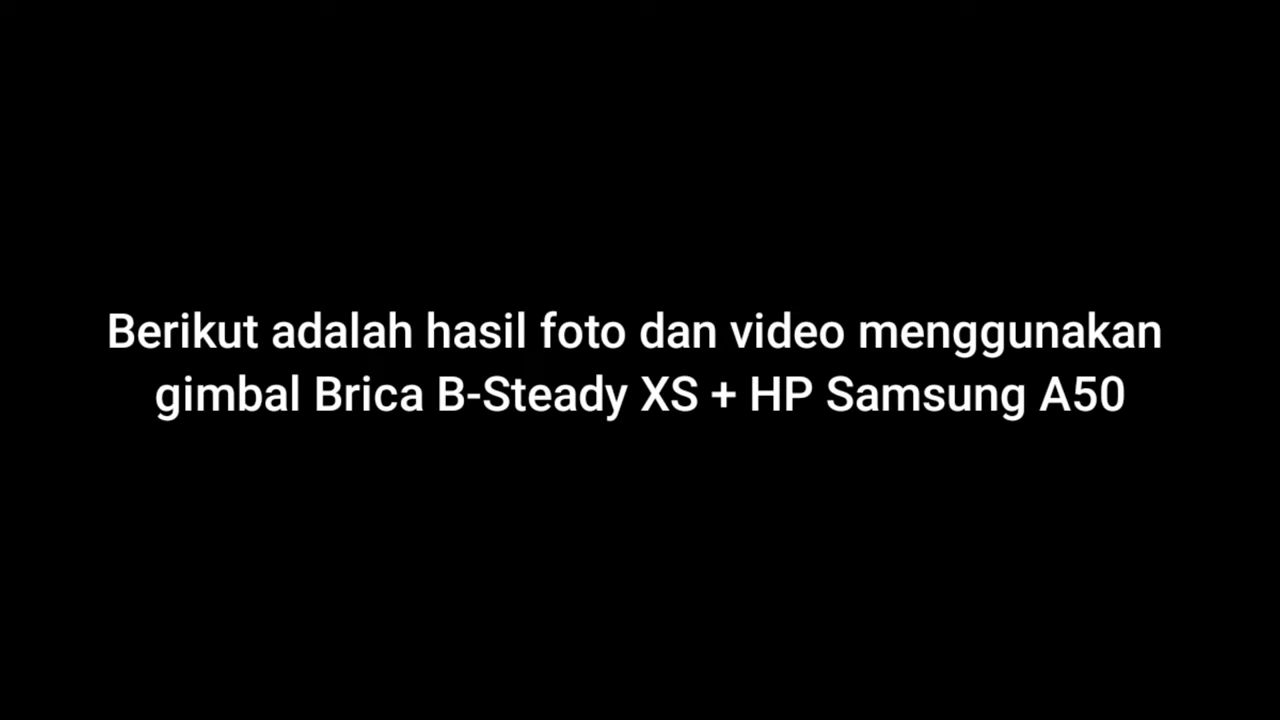 Berikut adalah hasil foto dan video menggunakan
gimbal Brica B-Steady XS + HP Samsung A50